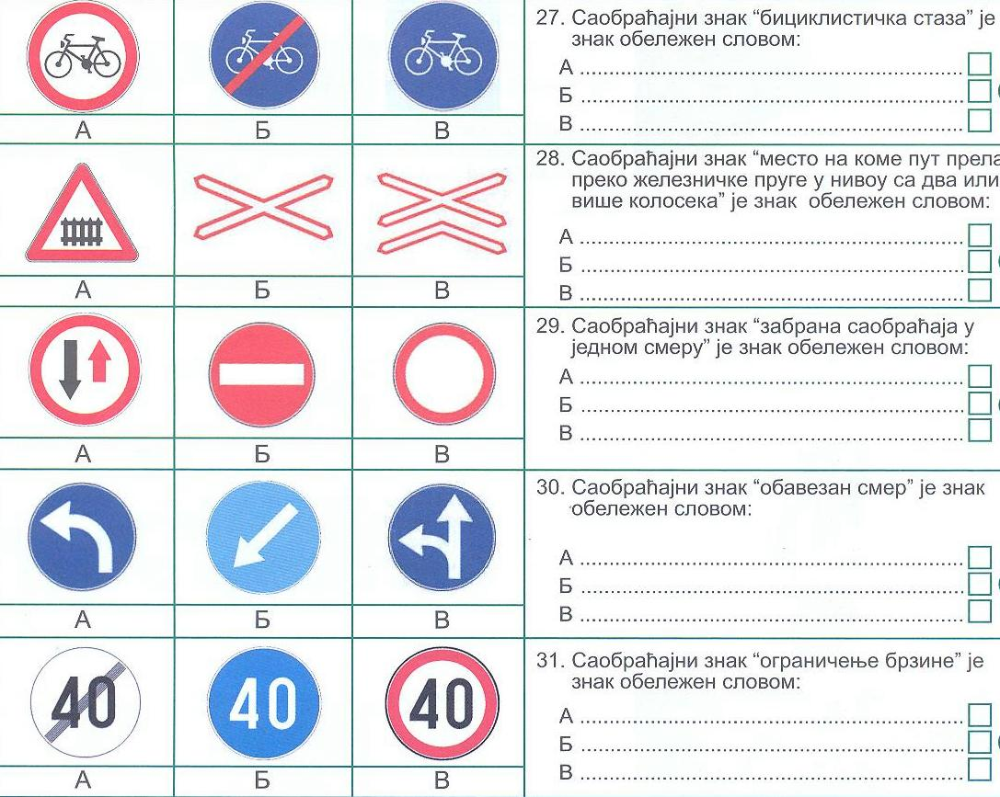 27. Саобраћајни знак “бициклистичка стаза” је
знак обележен словом:
А
Б
В
А Б В
28. Саобраћајни знак “место на коме пут прела
преко железничке пруге у нивоу са два или
више колосека” је знак обележен словом:
А
Б
В
А Б В
29. Саобраћајни знак “забрана саобраћаја у
једном смеру” је знак обележен словом:
А
Б
В
А Б В
30. Саобраћајни знак “обавезан смер” је знак
обележен словом:
А
Б
В
А Б В
40 40 40
31. Саобраћајни знак “ограничење брзине” је
знак обележен словом:
А
Б
В
А Б В